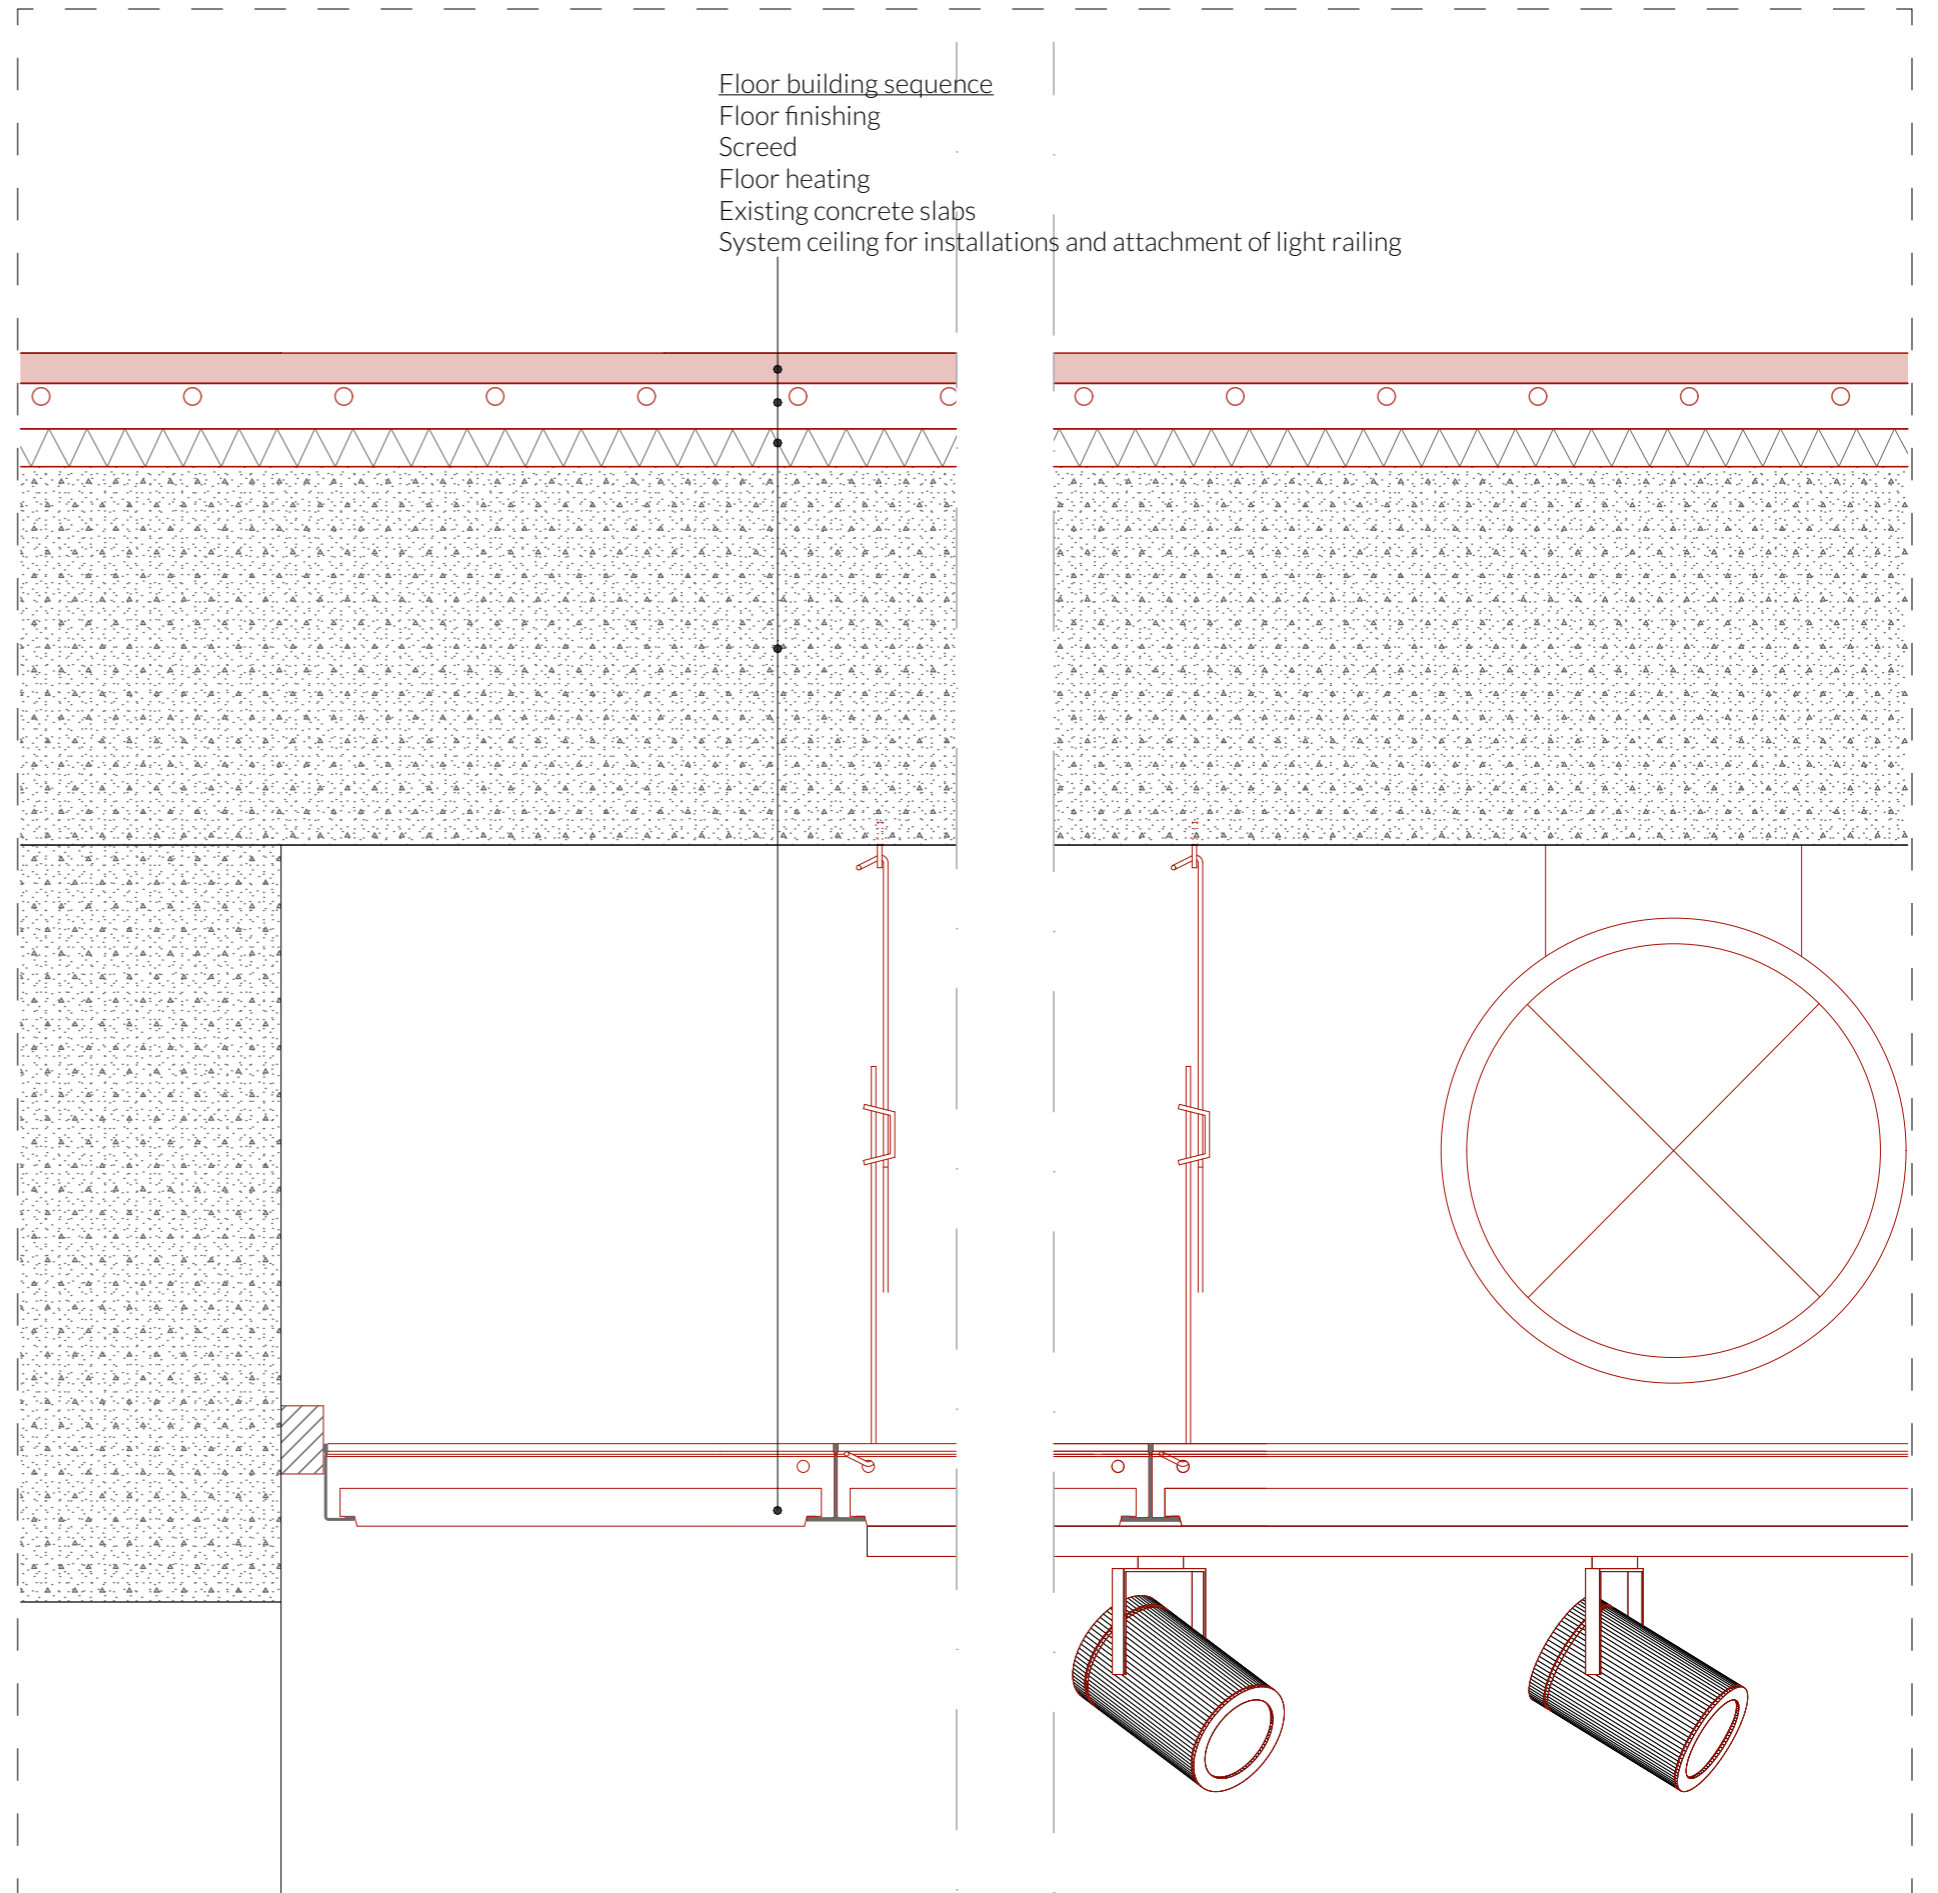 Floor building sequence
Floor finishing
Screed
Floor heating
Existing concrete slabs
System ceiling for installations and attachment of light railing